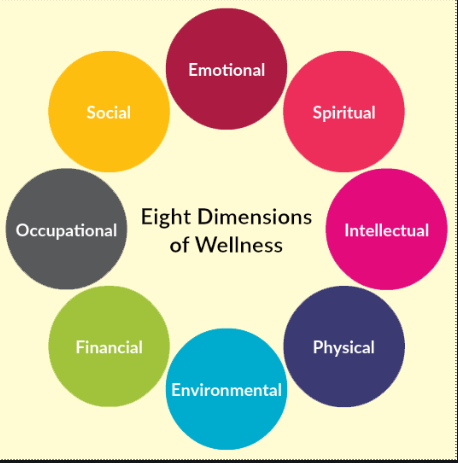 Emotional
Social
Spiritual
Eight Dimensions
of Wellness
Occupational
Intellectual
Financial
Physical
Environmental